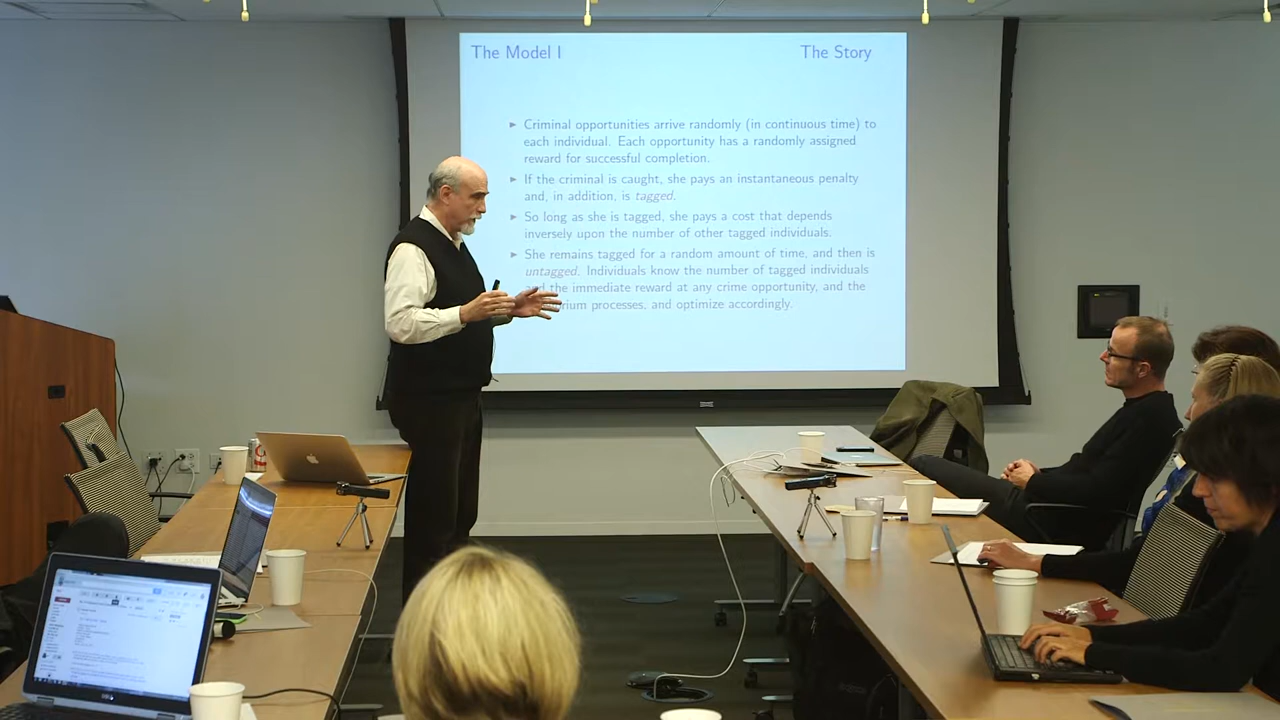 The Model I The Story
► Criminal opportunities arrive randomly (in continuous time) to
each individual. Each opportunity has a randomly assigned
reward for successful completion.
► If the criminal is caught, she pays an instantaneous penalty
and, in addition, is tagged.
► So long as she is tagged, she pays a cost that depends
inversely upon the number of other tagged individuals.
► She remains tagged for a random amount of time, and then is
untagged. Individuals know the number of tagged individuals
the immediate reward at any crime opportunity, and the
processes, and optimize accordingly.